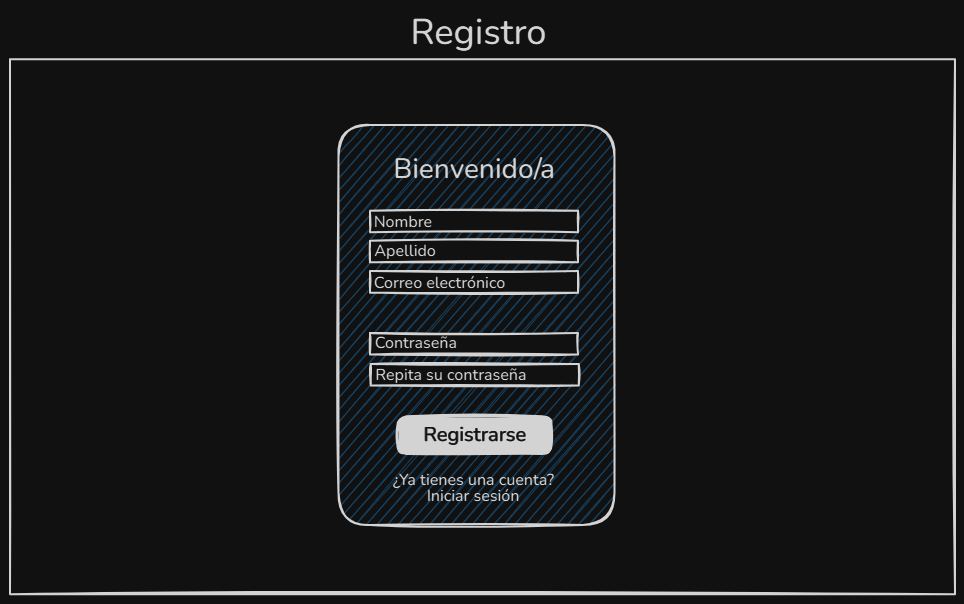 Registro
Bienvenido/a
Nombre
Apellido
Correo electrónico
Contraseña
Repita su contraseña
Registrarse
¿Ya tienes una cuenta?
Iniciar sesión